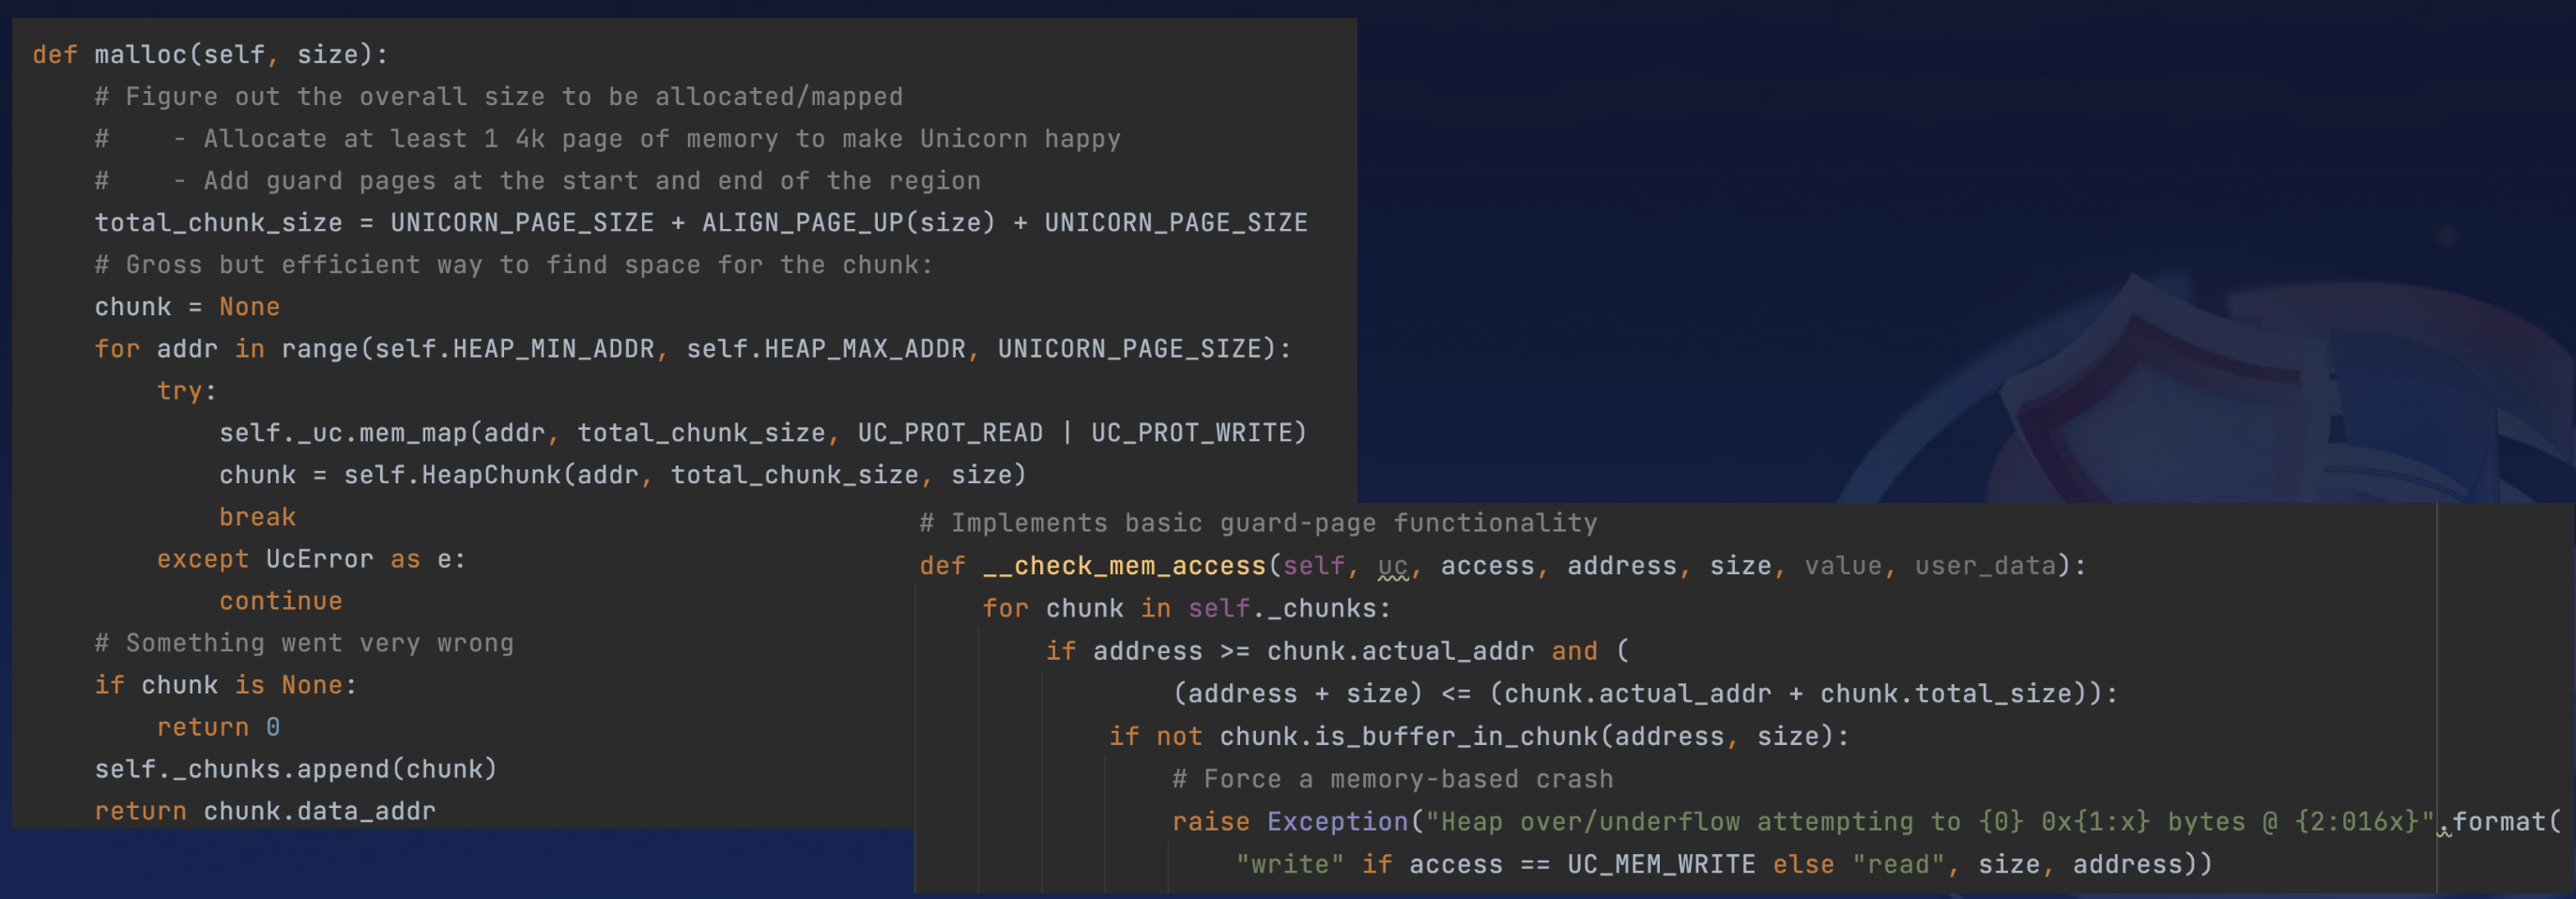 def malloc(self, size):
    # Figure out the overall size to be allocated/mapped
    #    - Allocate at least 1 4k page of memory to make Unicorn happy
    #    - Add guard pages at the start and end of the region
    total_chunk_size = UNICORN_PAGE_SIZE + ALIGN_PAGE_UP(size) + UNICORN_PAGE_SIZE
    # Gross but efficient way to find space for the chunk:
    chunk = None
    for addr in range(self.HEAP_MIN_ADDR, self.HEAP_MAX_ADDR, UNICORN_PAGE_SIZE):
        try:
            self._uc.mem_map(addr, total_chunk_size, UC_PROT_READ | UC_PROT_WRITE)
            chunk = self.HeapChunk(addr, total_chunk_size, size)
            break
        except UcError as e:
            continue
    # Something went very wrong
    if chunk is None:
        return 0
    self._chunks.append(chunk)
    return chunk.data_addr
# Implements basic guard-page functionality
def __check_mem_access(self, uc, access, address, size, value, user_data):
    for chunk in self._chunks:
        if address >= chunk.actual_addr and (
                (address + size) <= (chunk.actual_addr + chunk.total_size)):
            if not chunk.is_buffer_in_chunk(address, size):
                # Force a memory-based crash
                raise Exception("Heap over/underflow attempting to {0} 0x{1:x} bytes @ {2:016x}".format(
                    "write" if access == UC_MEM_WRITE else "read", size, address))